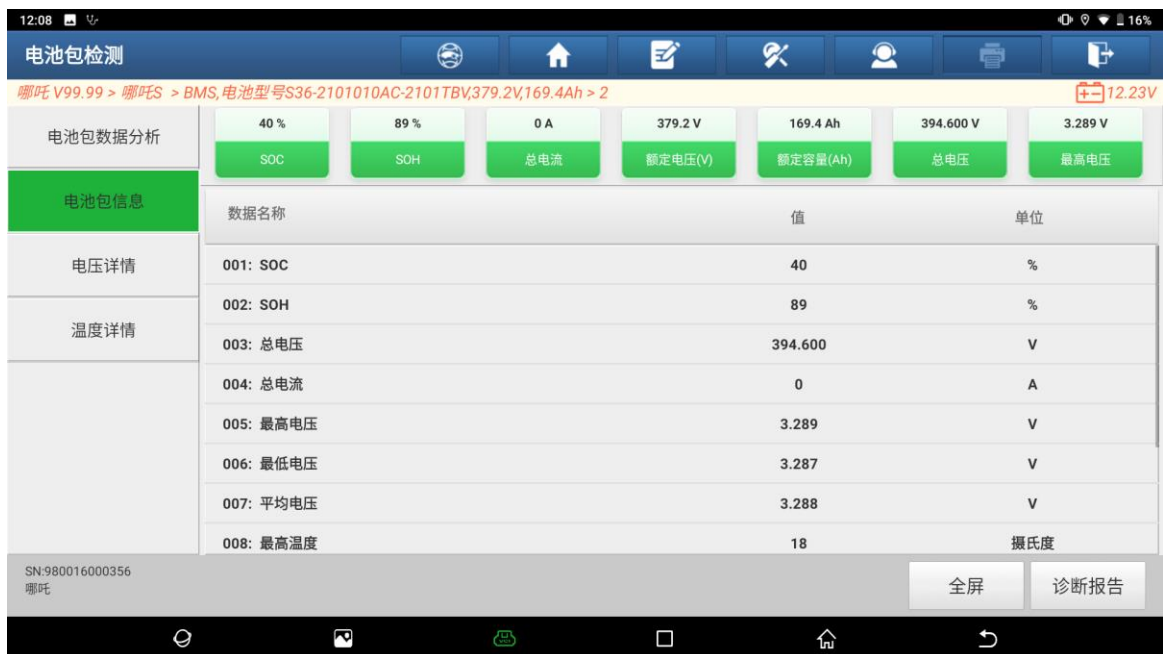 12:08
16%
电池包检测
哪吒 V99.99 > 哪吒S > BMS,电池型号S36-2101010AC-2101TBV,379.2V,169.4Ah > 2
12.23V
电池包数据分析
电池包信息
电压详情
温度详情
40 %
SOC
89 %
SOH
0 A
总电流
379.2 V
额定电压(V)
169.4 Ah
额定容量(Ah)
394.600 V
总电压
3.289 V
最高电压
数据名称 值 单位
001: SOC 40 %
002: SOH 89 %
003: 总电压 394.600 V
004: 总电流 0 A
005: 最高电压 3.289 V
006: 最低电压 3.287 V
007: 平均电压 3.288 V
008: 最高温度 18 摄氏度
SN:980016000356
哪吒
全屏
诊断报告